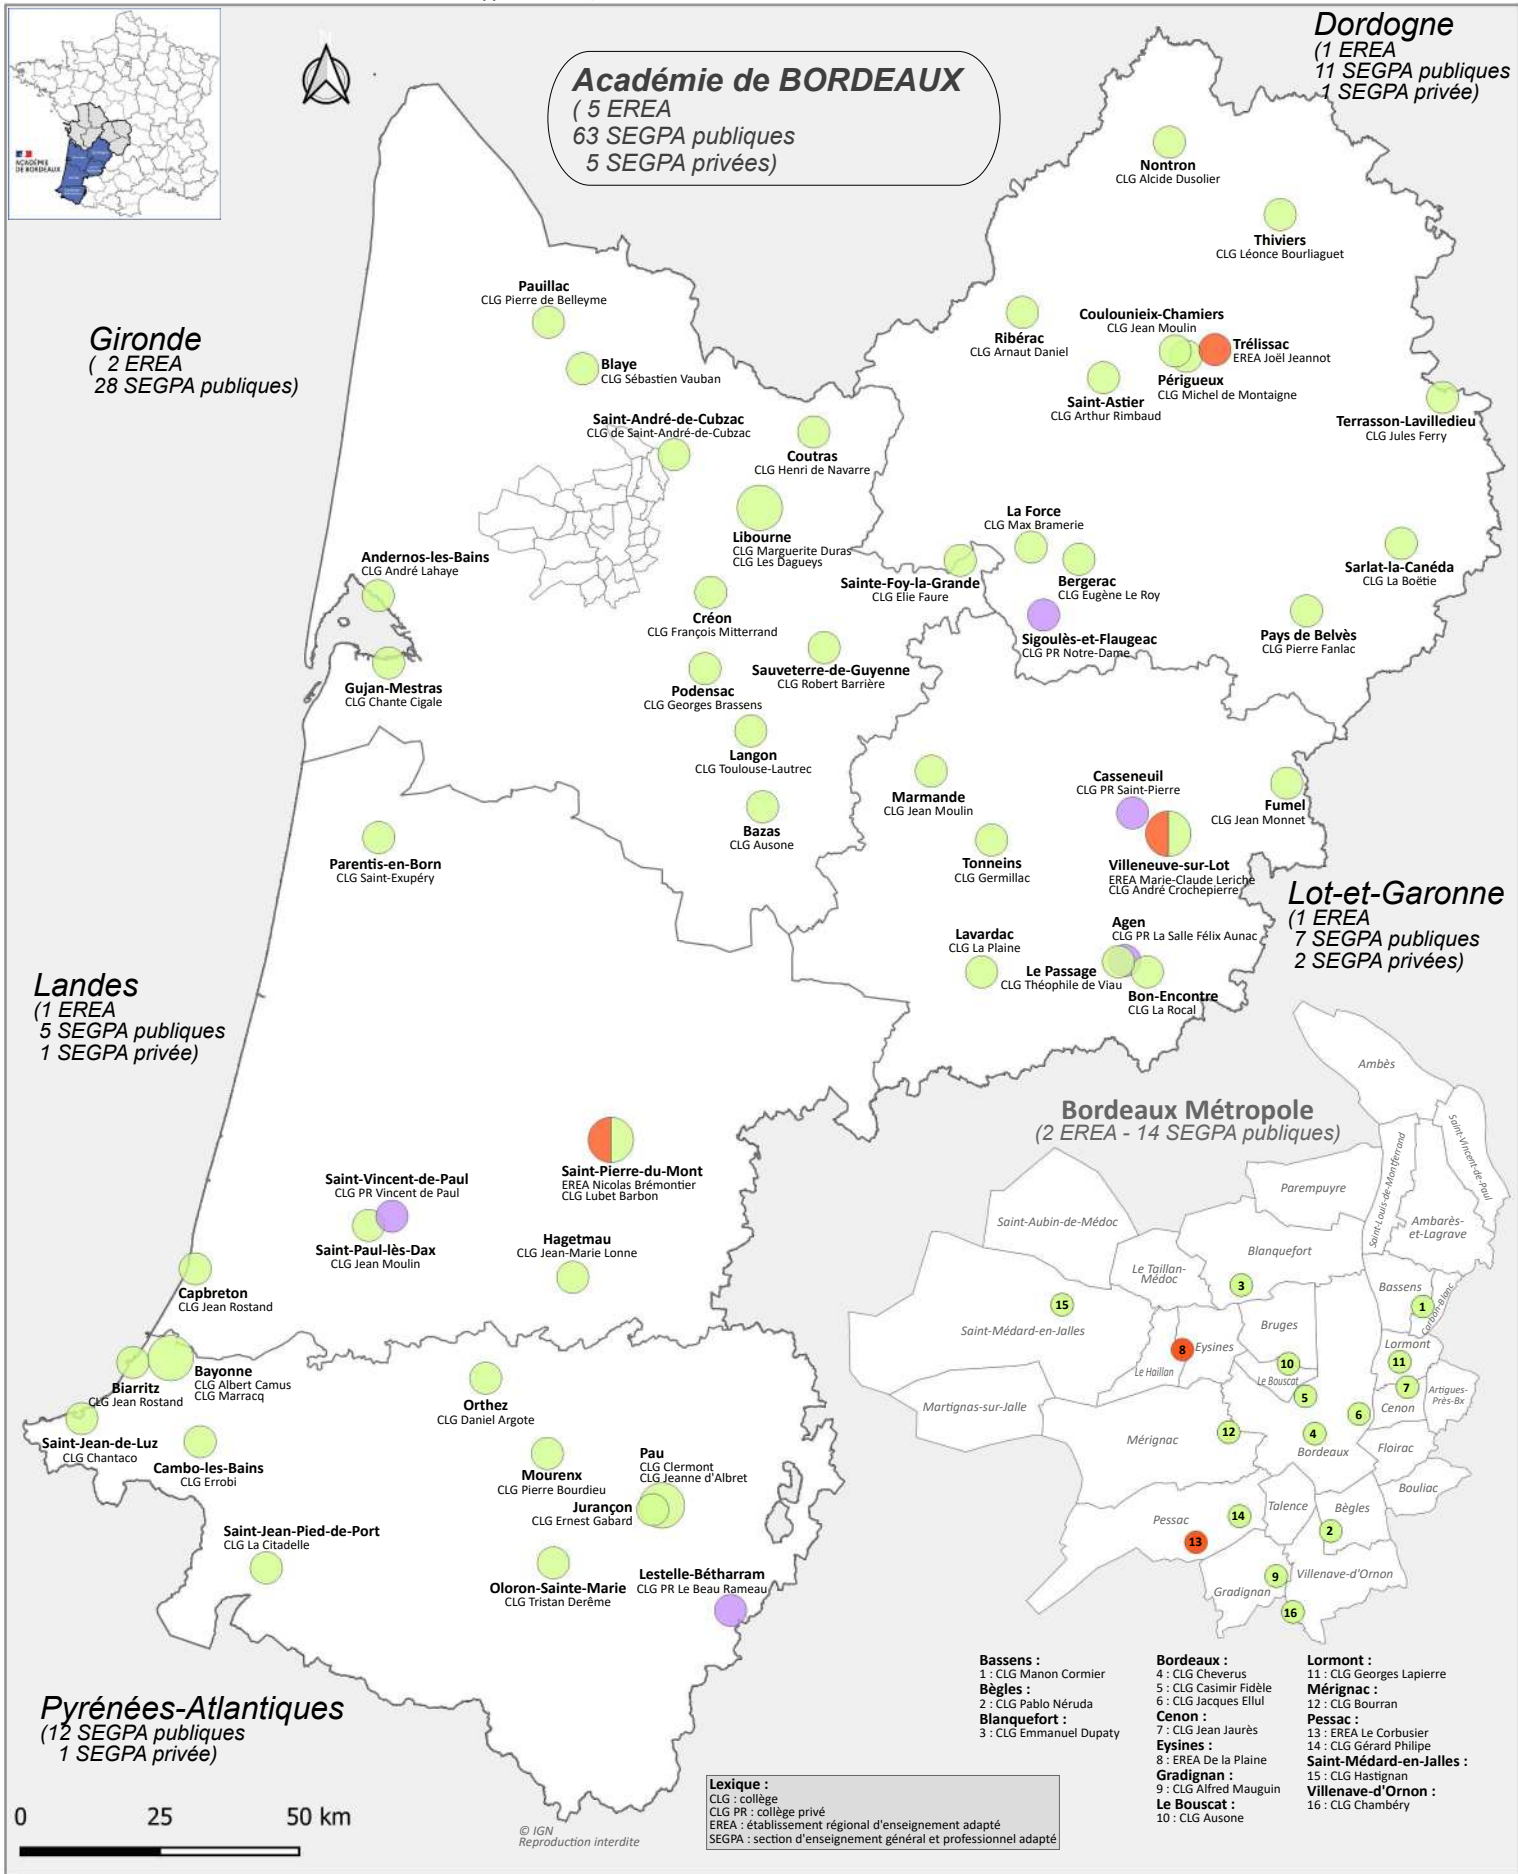 ACADÉMIE
DE BORDEAUX
N
Académie de BORDEAUX
( 5 EREA
63 SEGPA publiques
5 SEGPA privées)
Dordogne
(1 EREA
11 SEGPA publiques
1 SEGPA privée)
Nontron
CLG Alcide Dusolier
Thiviers
CLG Léonce Bourliaguet
Coulounieix-Chamiers
CLG Jean Moulin
Ribérac
CLG Arnaut Daniel
Trélissac
EREA Joël Jeannot
Périgueux
CLG Michel de Montaigne
Saint-Astier
CLG Arthur Rimbaud
Terrasson-Lavilledieu
CLG Jules Ferry
La Force
CLG Max Bramerie
Bergerac
CLG Eugène Le Roy
Sarlat-la-Canéda
CLG La Boëtie
Sigoulès-et-Flaugeac
CLG PR Notre-Dame
Pays de Belvès
CLG Pierre Fanlac
Gironde
( 2 EREA
28 SEGPA publiques)
Pauillac
CLG Pierre de Belleyme
Blaye
CLG Sébastien Vauban
Saint-André-de-Cubzac
CLG de Saint-André-de-Cubzac
Coutras
CLG Henri de Navarre
Libourne
CLG Marguerite Duras
CLG Les Dagueys
Andernos-les-Bains
CLG André Lahaye
Sainte-Foy-la-Grande
CLG Elie Faure
Créon
CLG François Mitterrand
Sauveterre-de-Guyenne
CLG Robert Barrière
Gujan-Mestras
CLG Chante Cigale
Podensac
CLG Georges Brassens
Langon
CLG Toulouse-Lautrec
Bazas
CLG Ausone
Marmande
CLG Jean Moulin
Casseneuil
CLG PR Saint-Pierre
Fumel
CLG Jean Monnet
Tonneins
CLG Germillac
Villeneuve-sur-Lot
EREA Marie-Claude Leriche
CLG André Crochepierre
Lot-et-Garonne
(1 EREA
7 SEGPA publiques
2 SEGPA privées)
Lavardac
CLG La Plaine
Agen
CLG PR La Salle Félix Aunac
Le Passage
CLG Théophile de Viau
Bon-Encontre
CLG La Rocal
Parentis-en-Born
CLG Saint-Exupéry
Landes
(1 EREA
5 SEGPA publiques
1 SEGPA privée)
Saint-Pierre-du-Mont
EREA Nicolas Brémontier
CLG Lubet Barbon
Saint-Vincent-de-Paul
CLG PR Vincent de Paul
Saint-Paul-lès-Dax
CLG Jean Moulin
Hagetmau
CLG Jean-Marie Lonne
Capbreton
CLG Jean Rostand
Bayonne
CLG Albert Camus
CLG Marracq
Biarritz
CLG Jean Rostand
Saint-Jean-de-Luz
CLG Chantaco
Cambo-les-Bains
CLG Errobi
Orthez
CLG Daniel Argote
Mourenx
CLG Pierre Bourdieu
Pau
CLG Clermont
CLG Jeanne d'Albret
Jurançon
CLG Ernest Gabard
Saint-Jean-Pied-de-Port
CLG La Citadelle
Oloron-Sainte-Marie
CLG Tristan Derême
Lestelle-Bétharram
CLG PR Le Beau Rameau
Pyrénées-Atlantiques
(12 SEGPA publiques
1 SEGPA privée)
Bordeaux Métropole
(2 EREA - 14 SEGPA publiques)
Ambès
Saint-Vincent-de-Paul
Saint-Louis-de-Montferrand
Parempuyre
Ambarès-
et-Lagrave
Saint-Aubin-de-Médoc
Blanquefort
Le Taillan-
Médoc
3
Bassens
1
Carbon-Blanc
15
Saint-Médard-en-Jalles
Bruges
Eysines
8
Le Haillan
Lormont
11
10
Le Bouscat
5
7
Cenon
Artigues-
Près-Bx
Martignas-sur-Jalle
6
Mérignac
12
4
Bordeaux
Floirac
Bouliac
Pessac
14
13
Talence
Bègles
2
9
Gradignan
Villenave-d'Ornon
16
Bassens :
1 : CLG Manon Cormier
Bègles :
2 : CLG Pablo Néruda
Blanquefort :
3 : CLG Emmanuel Dupaty
Bordeaux :
4 : CLG Cheverus
5 : CLG Casimir Fidèle
6 : CLG Jacques Ellul
Cenon :
7 : CLG Jean Jaurès
Eysines :
8 : EREA De la Plaine
Gradignan :
9 : CLG Alfred Mauguin
Le Bouscat :
10 : CLG Ausone
Lormont :
11 : CLG Georges Lapierre
Mérignac :
12 : CLG Bourran
Pessac :
13 : EREA Le Corbusier
14 : CLG Gérard Philipe
Saint-Médard-en-Jalles :
15 : CLG Hastignan
Villenave-d'Ornon :
16 : CLG Chambéry
Lexique :
CLG : collège
CLG PR : collège privé
EREA : établissement régional d'enseignement adapté
SEGPA : section d'enseignement général et professionnel adapté
0 25 50 km
© IGN
Reproduction interdite